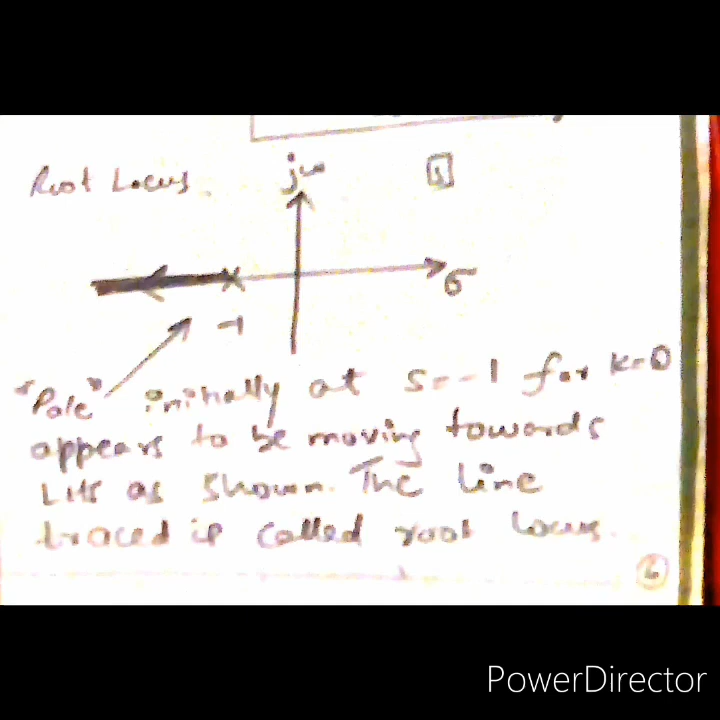 Root Locus.
jω
σ
-1
"Pole" initially at s=-1 for k=0
appears to be moving towards
LHS as shown. The line
traced is called root locus.
6
PowerDirector